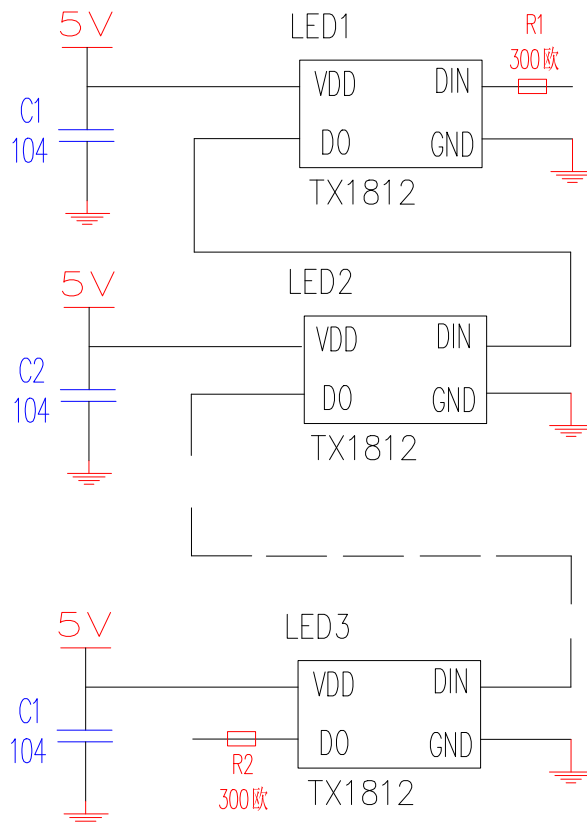 5V
LED1
R1
300欧
VDD
DIN
C1
104
DO
GND
TX1812
5V
LED2
VDD
DIN
C2
104
DO
GND
TX1812
5V
LED3
VDD
DIN
C1
104
DO
GND
R2
300欧
TX1812